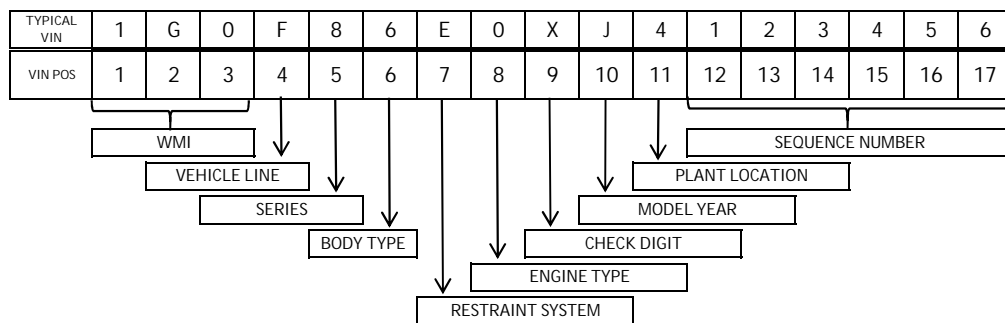 TYPICAL VIN 1 G 0 F 8 6 E 0 X J 4 1 2 3 4 5 6
VIN POS 1 2 3 4 5 6 7 8 9 10 11 12 13 14 15 16 17
WMI SEQUENCE NUMBER
VEHICLE LINE PLANT LOCATION
SERIES MODEL YEAR
BODY TYPE CHECK DIGIT
ENGINE TYPE
RESTRAINT SYSTEM